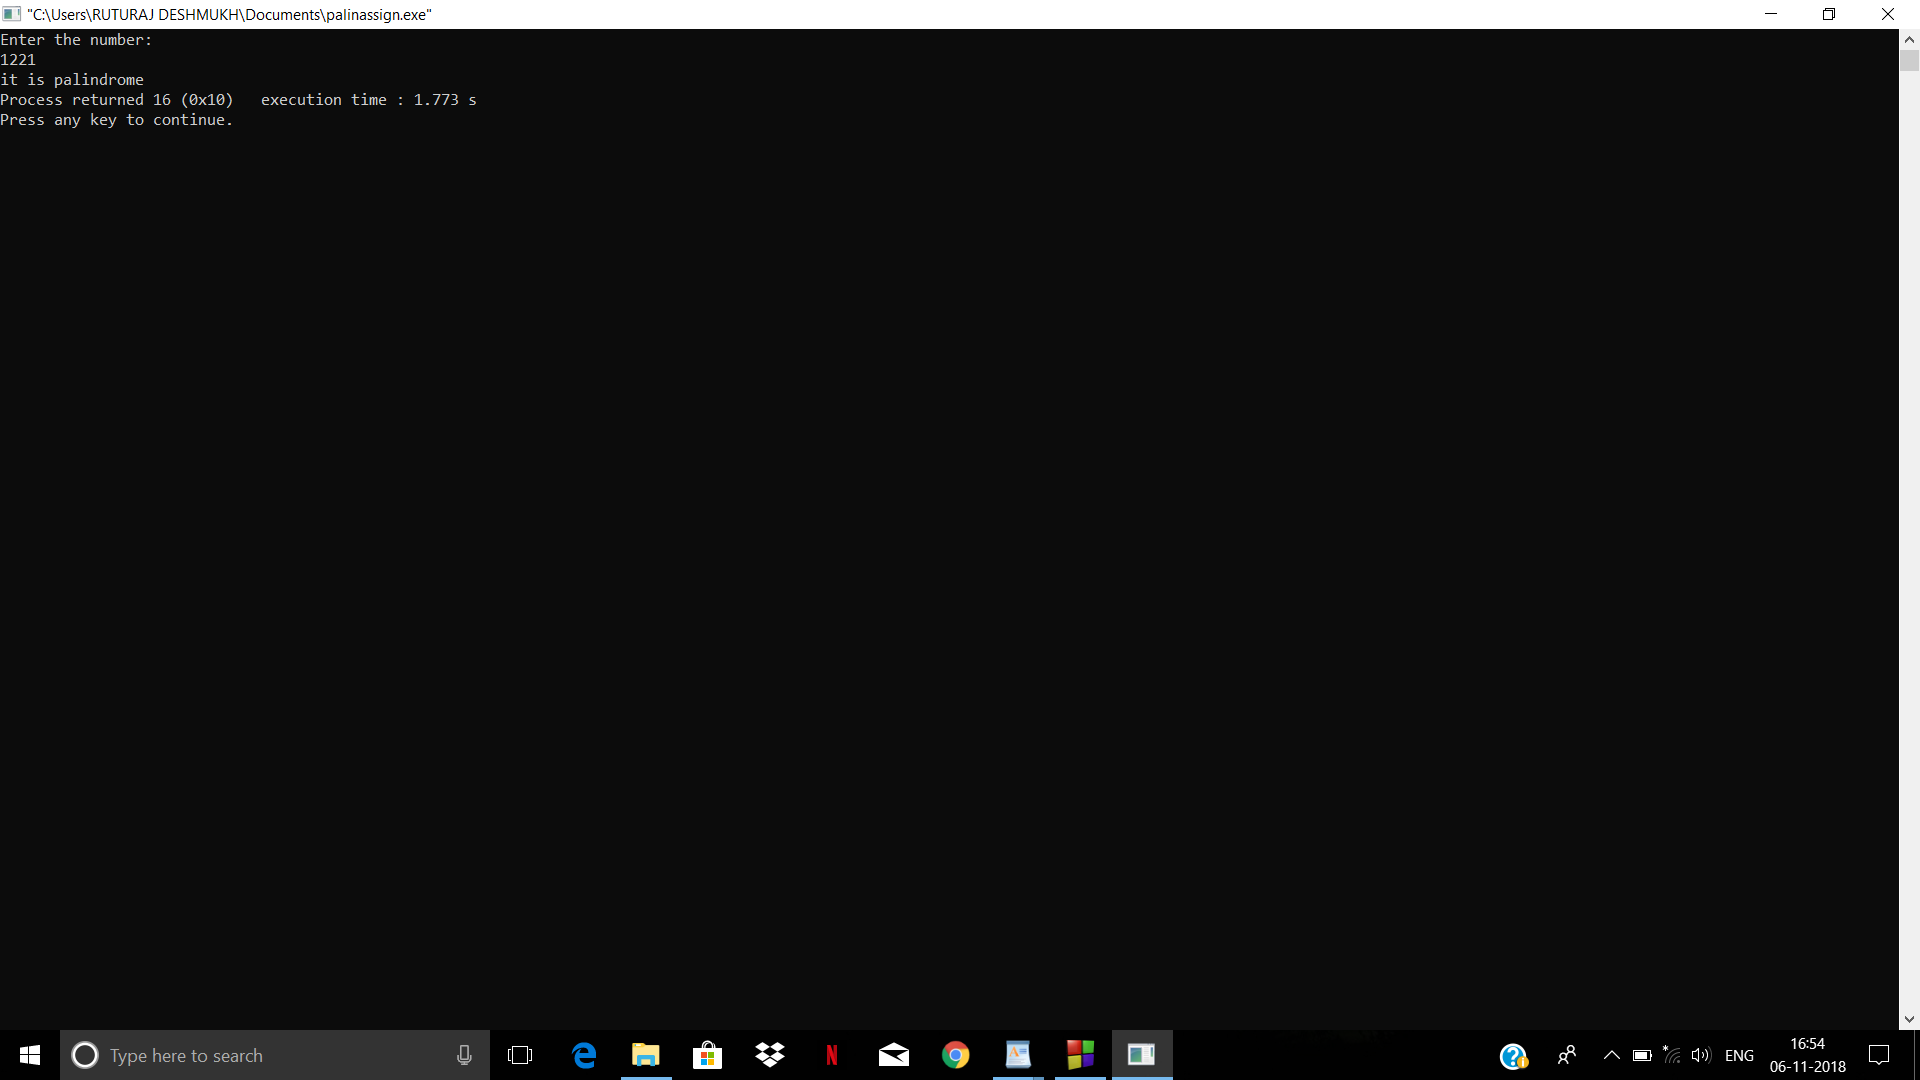 "C:\Users\RUTURAJ DESHMUKH\Documents\palinassign.exe"
Enter the number:
1221
it is palindrome
Process returned 16 (0x10)   execution time : 1.773 s
Press any key to continue.
Type here to search
ENG
16:54
06-11-2018